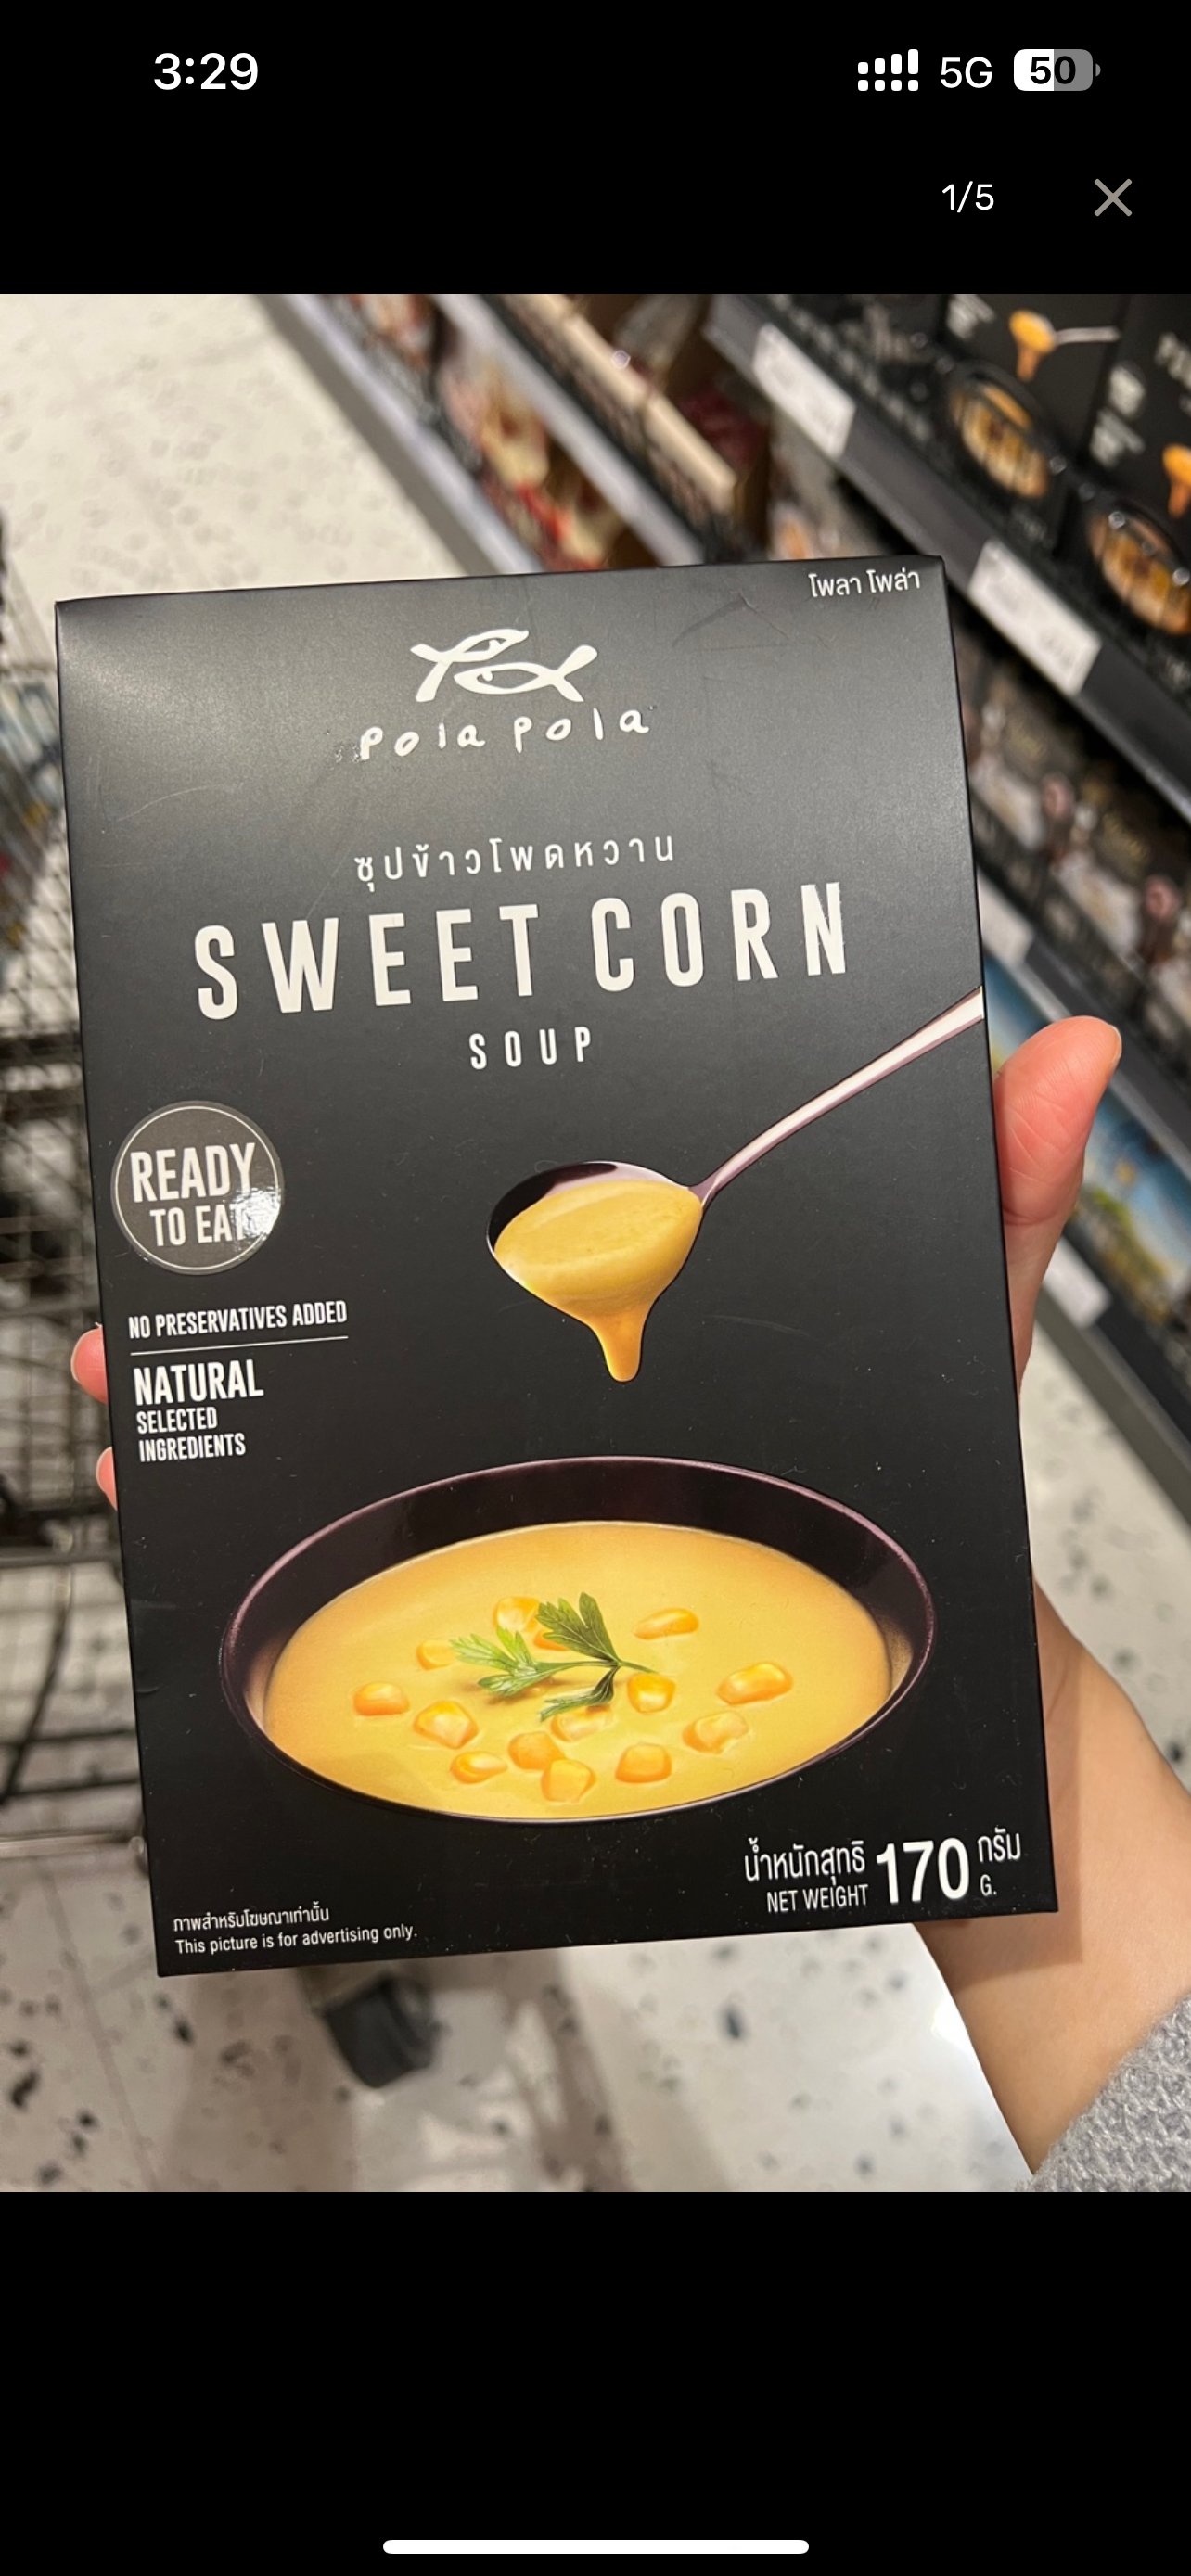 3:29
5G
50
1/5
โพลา โพล่า
Pola pola
ซุปข้าวโพดหวาน
SWEET CORN
SOUP
READY
TO EAT
NO PRESERVATIVES ADDED
NATURAL
SELECTED
INGREDIENTS
น้ำหนักสุทธิ 170 กรัม
NET WEIGHT G.
ภาพสำหรับโฆษณาเท่านั้น
This picture is for advertising only.